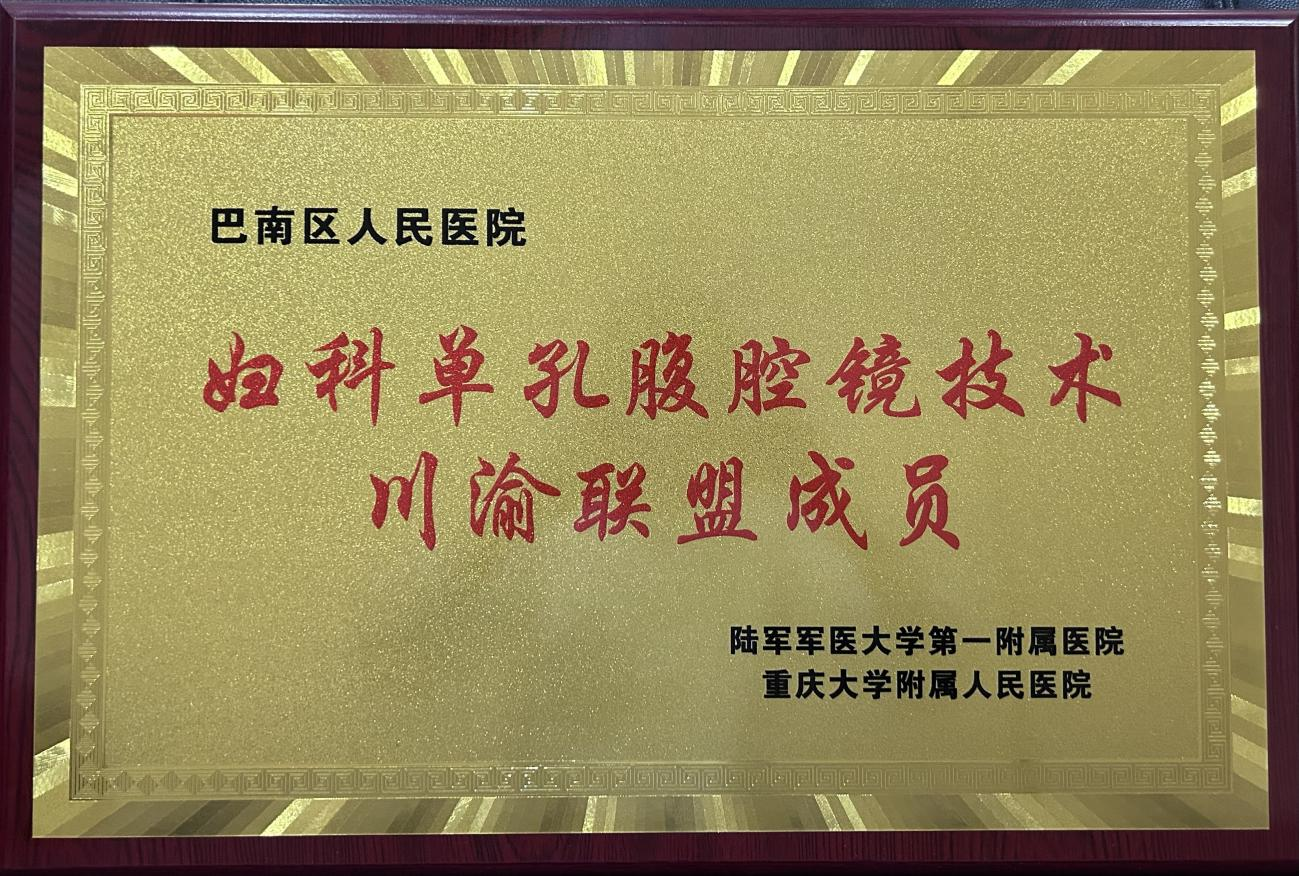 巴南区人民医院
妇科单孔腹腔镜技术
川渝联盟成员
陆军军医大学第一附属医院
重庆大学附属人民医院